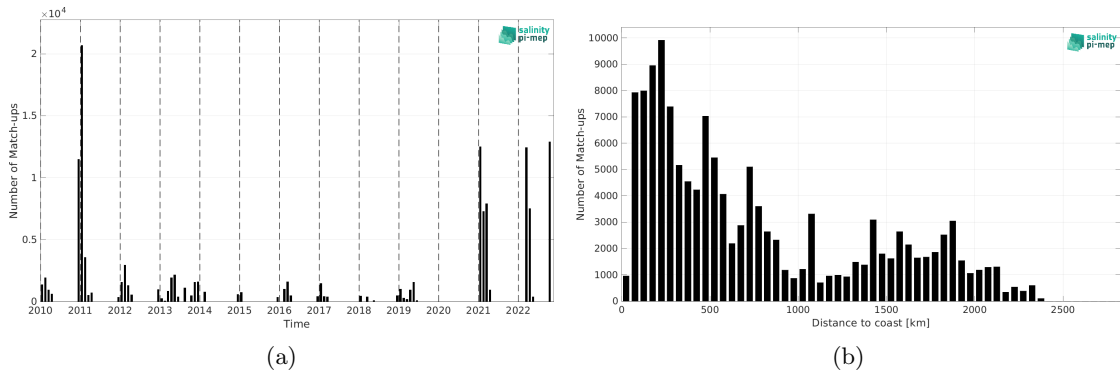 ×10⁴
salinity
pi-mep
2
1.5
1
0.5
0
Number of Match-ups
2010 2011 2012 2013 2014 2015 2016 2017 2018 2019 2020 2021 2022
Time
(a)
salinity
pi-mep
10000
9000
8000
7000
6000
5000
4000
3000
2000
1000
0
Number of Match-ups
0 500 1000 1500 2000 2500
Distance to coast [km]
(b)